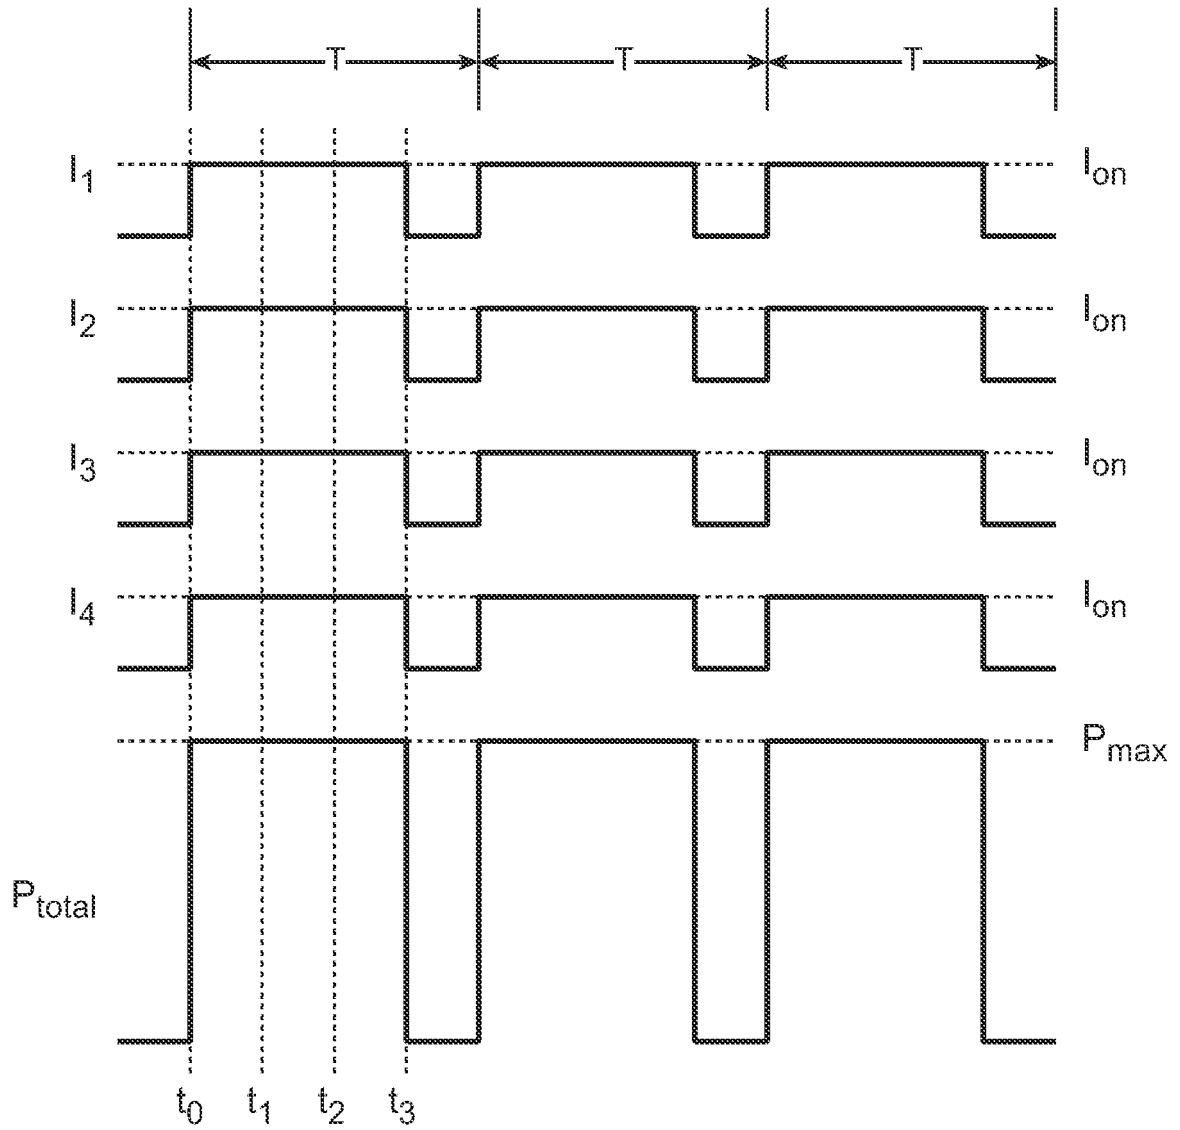 T T T
I1 Ion
I2 Ion
I3 Ion
I4 Ion
Pmax
Ptotal
t0 t1 t2 t3